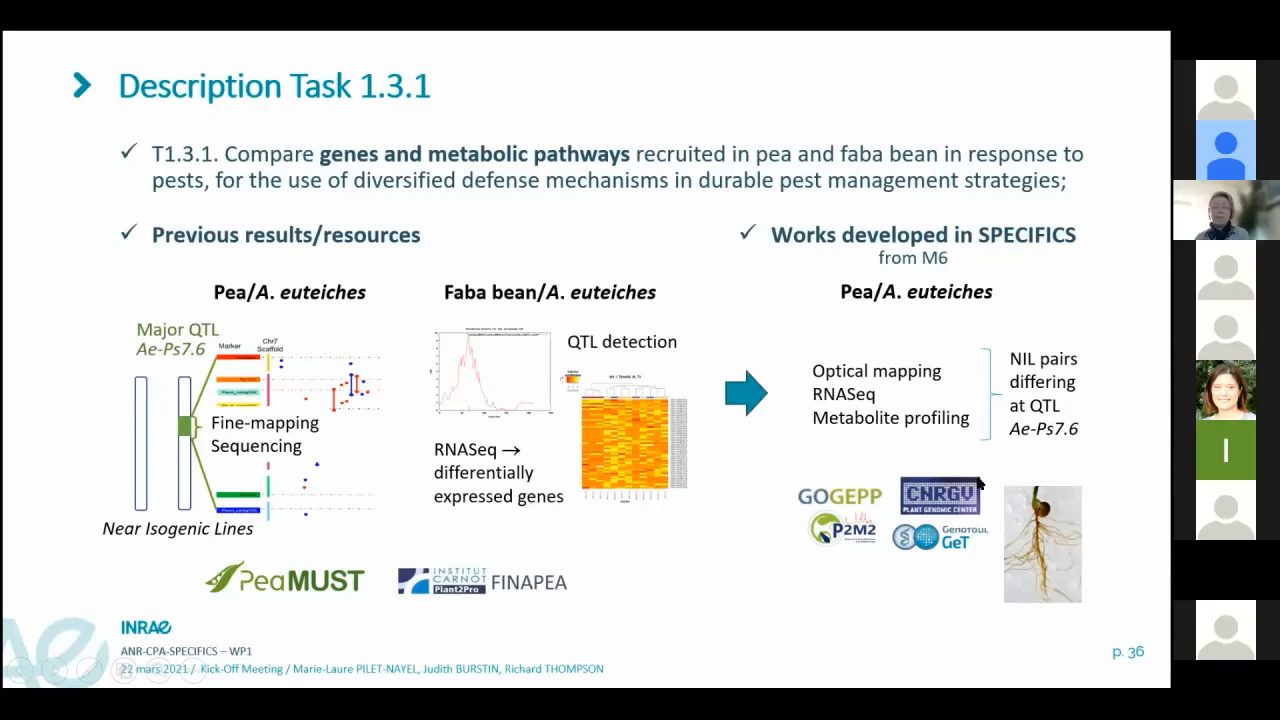 Description Task 1.3.1
T1.3.1. Compare genes and metabolic pathways recruited in pea and faba bean in response to
pests, for the use of diversified defense mechanisms in durable pest management strategies;
Previous results/resources
Works developed in SPECIFICS
from M6
Pea/A. euteiches
Faba bean/A. euteiches
Pea/A. euteiches
Major QTL
Ae-Ps7.6
Marker
Chr7
Scaffold
Fine-mapping
Sequencing
Near Isogenic Lines
QTL detection
RNASeq →
differentially
expressed genes
Optical mapping
RNASeq
Metabolite profiling
NIL pairs
differing
at QTL
Ae-Ps7.6
GOGEPP
CNRGU
PLANT GENOMIC CENTER
P2M2
GENOTOUL
GeT
PeaMUST
INSTITUT
CARNOT
Plant2Pro
FINAPEA
INRAE
ANR-CPA-SPECIFICS – WP1
22 mars 2021 / Kick-Off Meeting / Marie-Laure PILET-NAYEL, Judith BURSTIN, Richard THOMPSON
p. 36
I